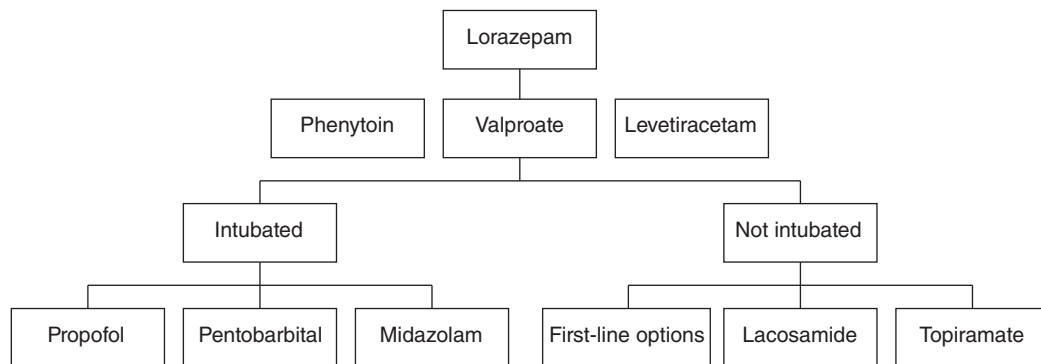 Lorazepam
Phenytoin
Valproate
Levetiracetam
Intubated
Not intubated
Propofol
Pentobarbital
Midazolam
First-line options
Lacosamide
Topiramate